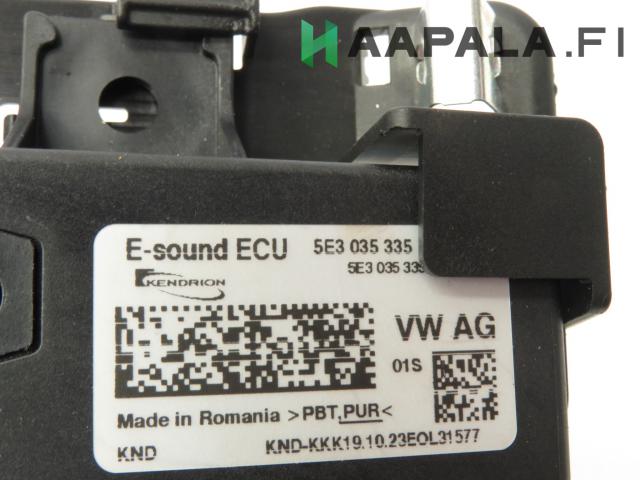 HAAPALA.FI
E-sound ECU 5E3 035 335
5E3 035 335
KENDRION
VW AG
01S
Made in Romania >PBT,PUR<
KND KND-KKK19.10.23EOL31577